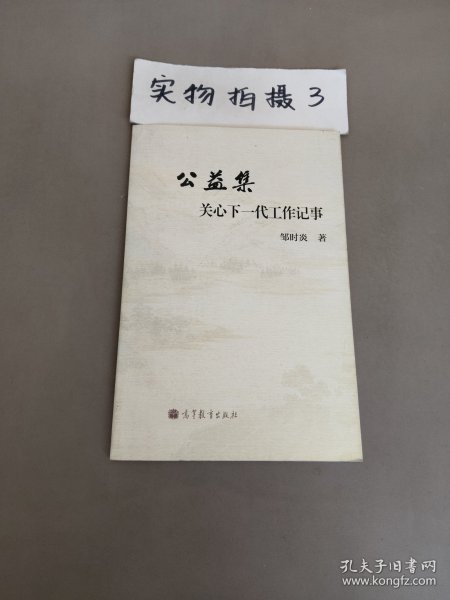 实物拍摄3
公益集
关心下一代工作记事
邹时炎 著
高等教育出版社
孔夫子旧书网
www.kongfz.com